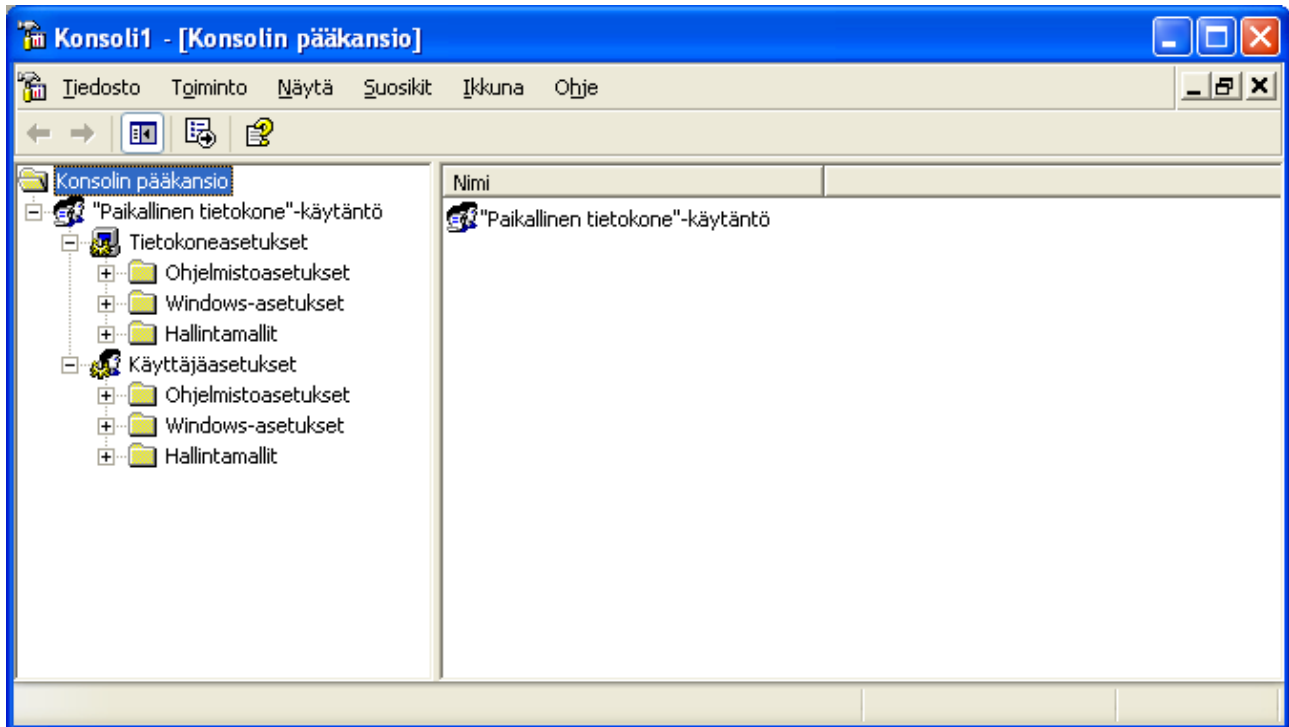 Konsoli1 - [Konsolin pääkansio]
Tiedosto Toiminto Näytä Suosikit Ikkuna Ohje
Konsolin pääkansio
"Paikallinen tietokone"-käytäntö
Tietokoneasetukset
Ohjelmistoasetukset
Windows-asetukset
Hallintamallit
Käyttäjäasetukset
Ohjelmistoasetukset
Windows-asetukset
Hallintamallit
Nimi
"Paikallinen tietokone"-käytäntö